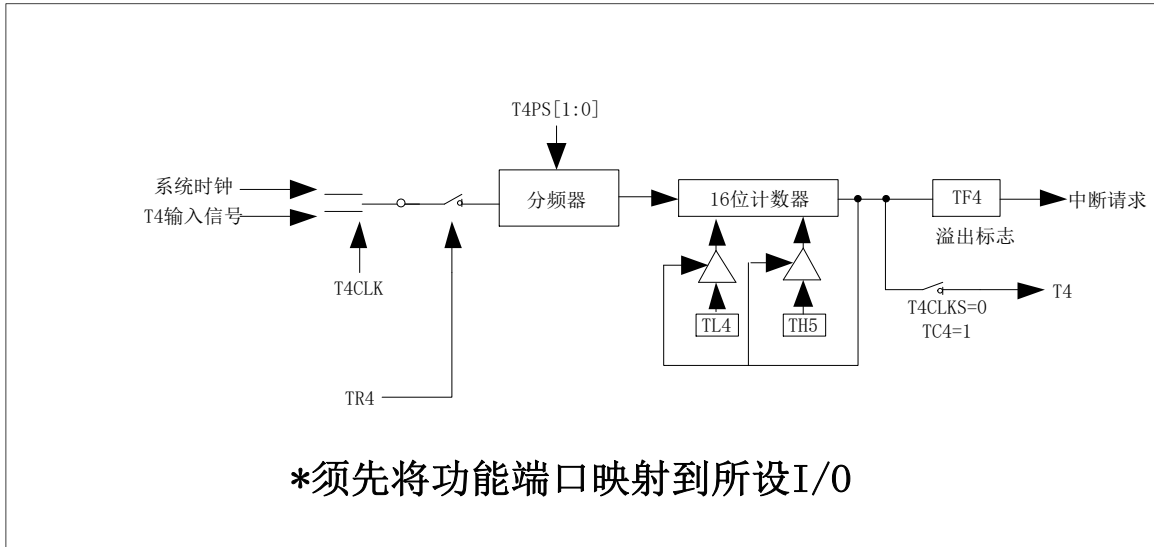 T4PS[1:0]
系统时钟
T4输入信号
分频器
16位计数器
TF4
中断请求
溢出标志
T4CLK
TL4
TH5
T4
T4CLKS=0
TC4=1
TR4
*须先将功能端口映射到所设I/O